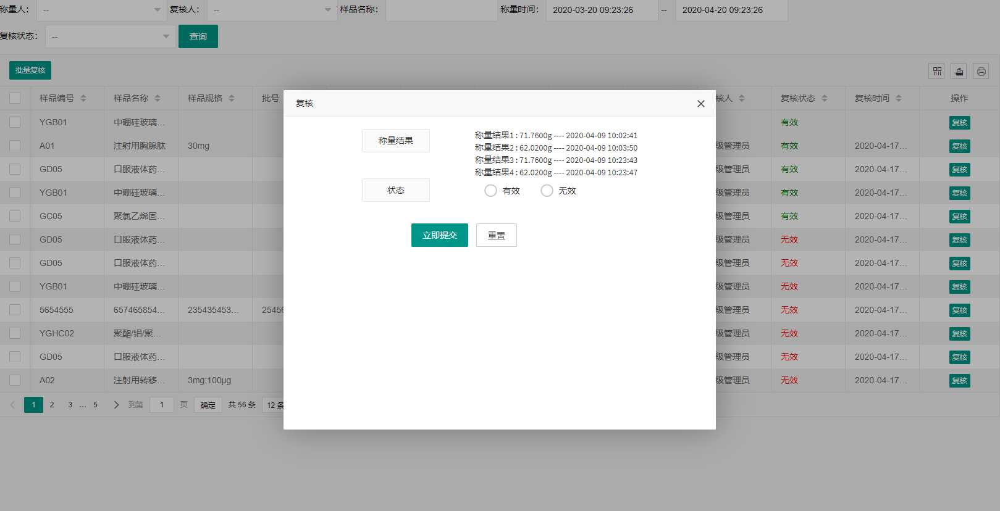 称量人： -- 复核人： -- 样品名称： 称量时间： 2020-03-20 09:23:26 -- 2020-04-20 09:23:26
复核状态： -- 查询
批量复核
样品编号 样品名称 样品规格 批号 核人 复核状态 复核时间 操作
YGB01 中硼硅玻璃... 有效 复核
A01 注射用胸腺肽 30mg 级管理员 有效 2020-04-17... 复核
GD05 口服液体药... 级管理员 有效 2020-04-17... 复核
YGB01 中硼硅玻璃... 级管理员 有效 2020-04-17... 复核
GC05 聚氯乙烯固... 级管理员 有效 2020-04-17... 复核
GD05 口服液体药... 级管理员 无效 2020-04-17... 复核
GD05 口服液体药... 级管理员 无效 2020-04-17... 复核
YGB01 中硼硅玻璃... 级管理员 无效 2020-04-17... 复核
5654555 657465854... 235435453... 2545 级管理员 无效 2020-04-17... 复核
YGHC02 聚酯/铝/聚... 级管理员 无效 2020-04-17... 复核
GD05 口服液体药... 级管理员 无效 2020-04-17... 复核
A02 注射用转移... 3mg:100μg 级管理员 无效 2020-04-17... 复核
1 2 3 ... 5 到第 1 页 确定 共 56 条 12 条
复核
称量结果
称量结果1 : 71.7600g ---- 2020-04-09 10:02:41
称量结果2 : 62.0200g ---- 2020-04-09 10:03:50
称量结果3 : 71.7600g ---- 2020-04-09 10:23:43
称量结果4 : 62.0200g ---- 2020-04-09 10:23:47
状态 有效 无效
立即提交 重置